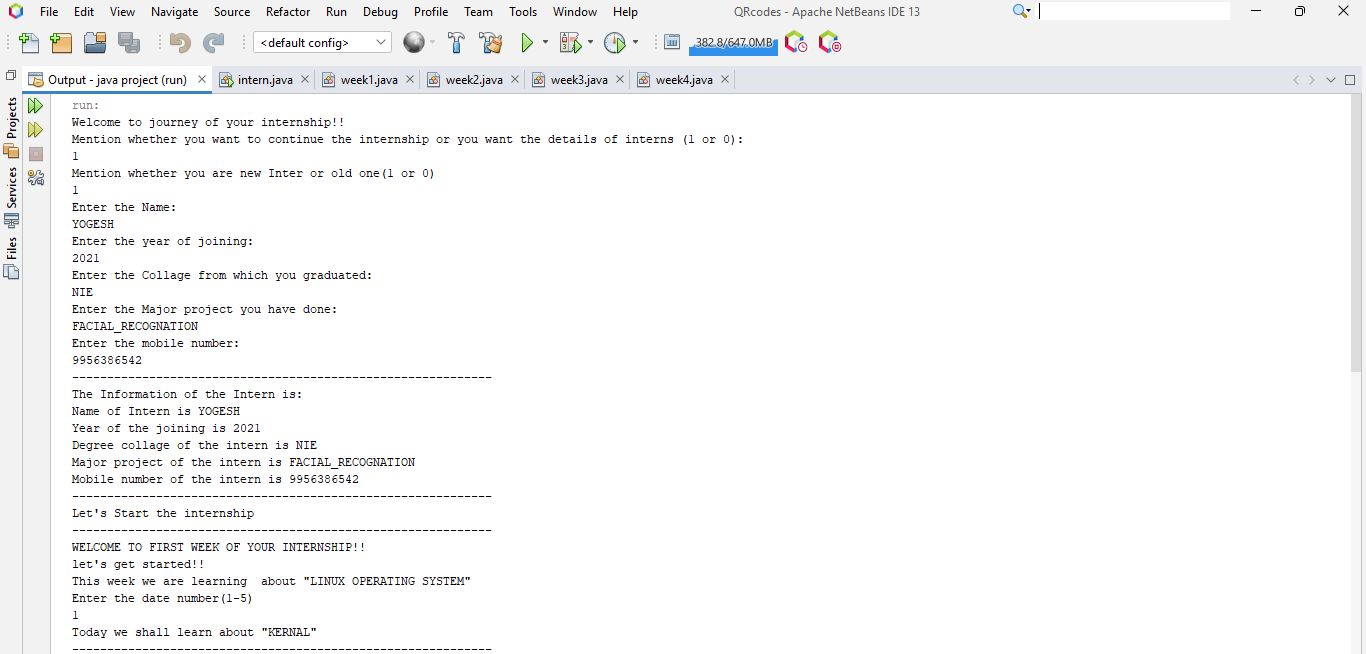 File Edit View Navigate Source Refactor Run Debug Profile Team Tools Window Help QRcodes - Apache NetBeans IDE 13
<default config> 382.8/647.0MB
Output - java project (run) intern.java week1.java week2.java week3.java week4.java
Projects
Services
Files
run:
Welcome to journey of your internship!!
Mention whether you want to continue the internship or you want the details of interns (1 or 0):
1
Mention whether you are new Inter or old one(1 or 0)
1
Enter the Name:
YOGESH
Enter the year of joining:
2021
Enter the Collage from which you graduated:
NIE
Enter the Major project you have done:
FACIAL_RECOGNATION
Enter the mobile number:
9956386542
------------------------------------------------------------
The Information of the Intern is:
Name of Intern is YOGESH
Year of the joining is 2021
Degree collage of the intern is NIE
Major project of the intern is FACIAL_RECOGNATION
Mobile number of the intern is 9956386542
------------------------------------------------------------
Let's Start the internship
------------------------------------------------------------
WELCOME TO FIRST WEEK OF YOUR INTERNSHIP!!
let's get started!!
This week we are learning  about "LINUX OPERATING SYSTEM"
Enter the date number(1-5)
1
Today we shall learn about "KERNAL"
------------------------------------------------------------